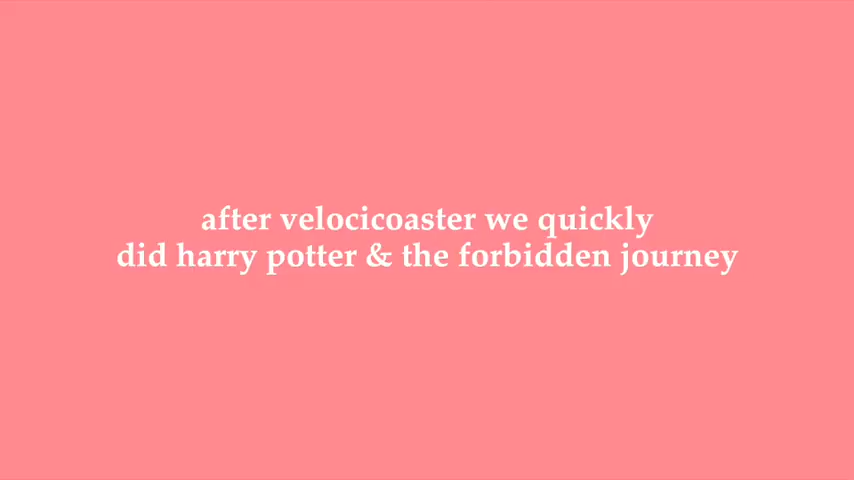 after velocicoaster we quickly
did harry potter & the forbidden journey